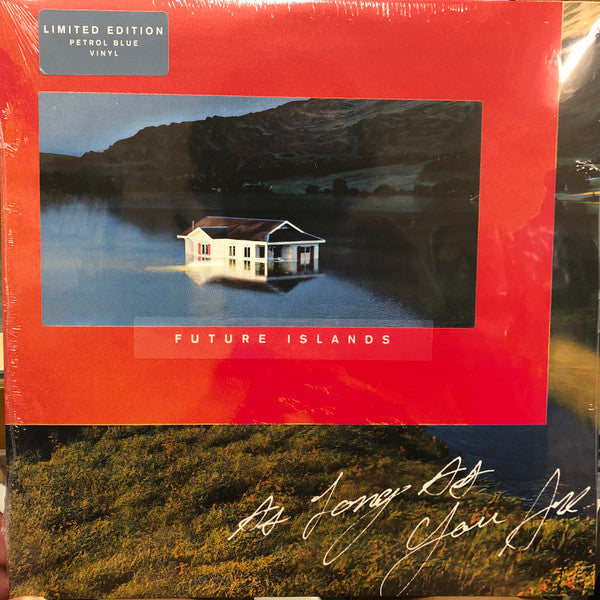 LIMITED EDITION
PETROL BLUE
VINYL
FUTURE ISLANDS
As Long As
You Are